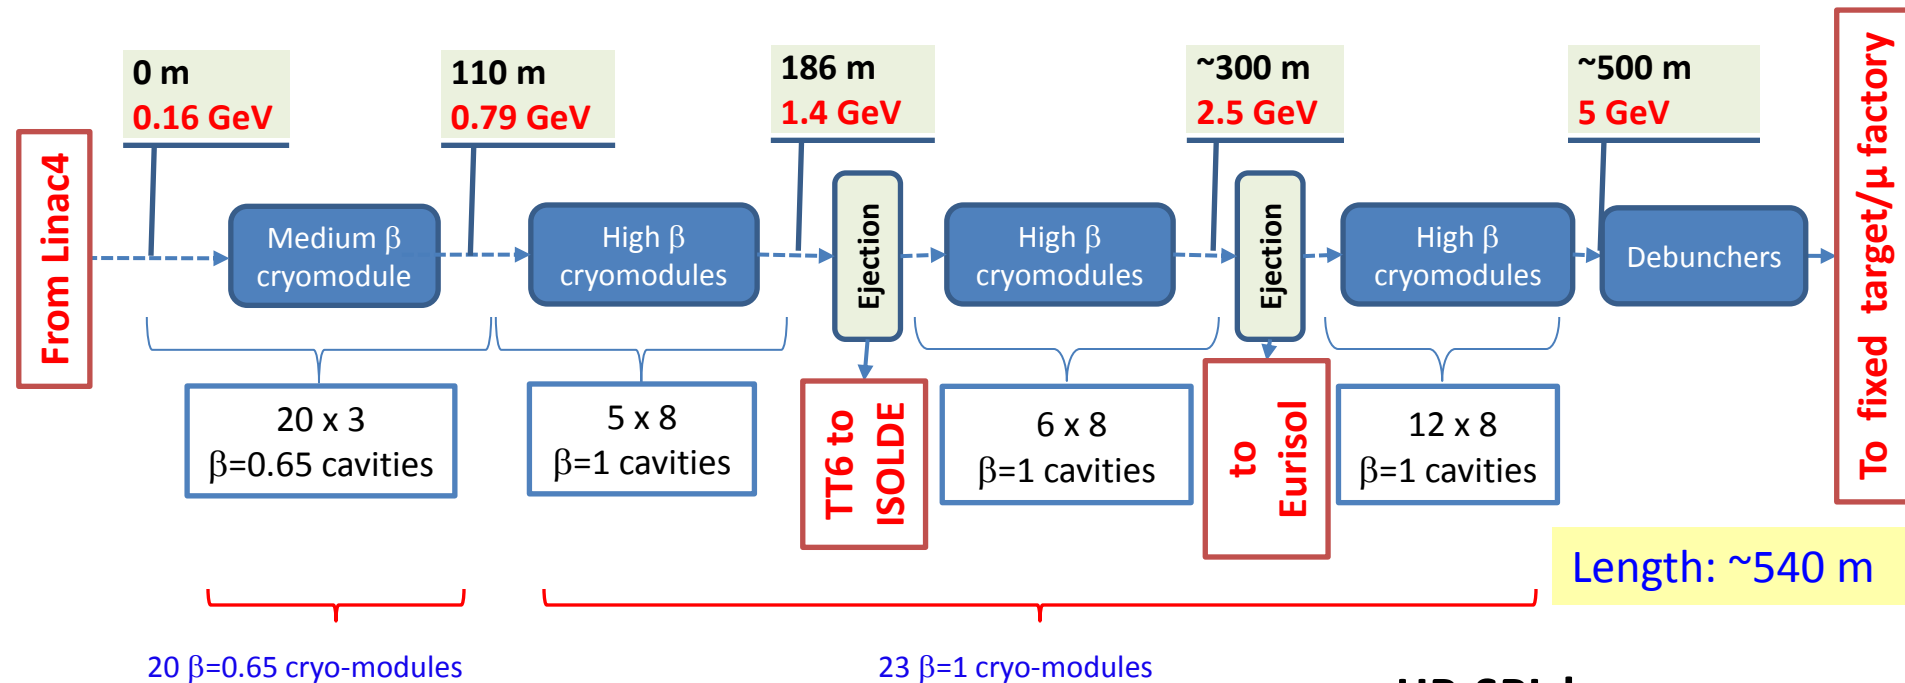 0 m
0.16 GeV
110 m
0.79 GeV
186 m
1.4 GeV
~300 m
2.5 GeV
~500 m
5 GeV
From Linac4
Medium β
cryomodule
High β
cryomodules
Ejection
High β
cryomodules
Ejection
High β
cryomodules
Debunchers
To fixed target/μ factory
20 x 3
β=0.65 cavities
5 x 8
β=1 cavities
TT6 to
ISOLDE
6 x 8
β=1 cavities
to
Eurisol
12 x 8
β=1 cavities
Length: ~540 m
20 β=0.65 cryo-modules
23 β=1 cryo-modules